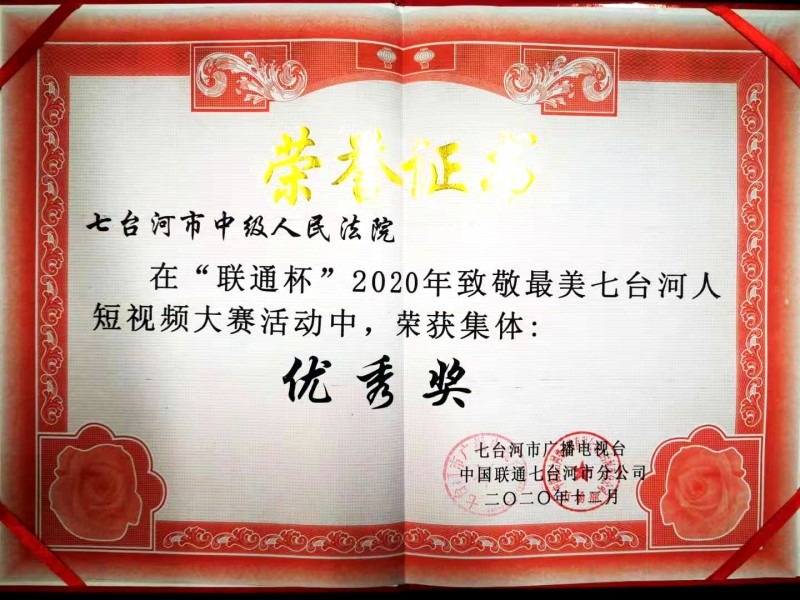 荣誉证书
七台河市中级人民法院
在“联通杯”2020年致敬最美七台河人
短视频大赛活动中，荣获集体：
优秀奖
七台河市广播电视台
中国联通七台河市分公司
二〇二〇年十二月